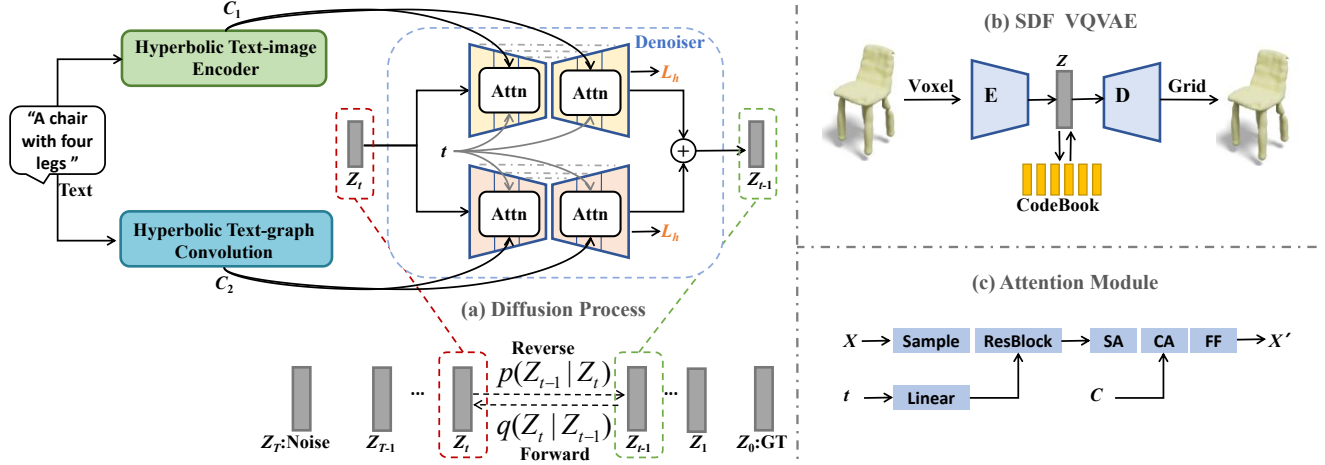 C1
Hyperbolic Text-image
Encoder
Denoiser
Lh
Attn
Attn
"A chair
with four
legs "
Text
t
Zt
Zt-1
+
Attn
Attn
Lh
Hyperbolic Text-graph
Convolution
C2
(a) Diffusion Process
Reverse
p(Zt−1 | Zt)
...
...
q(Zt | Zt−1)
Forward
ZT:Noise
ZT-1
Zt
Zt-1
Z1
Z0:GT
(b) SDF VQVAE
Voxel
E
Z
D
Grid
CodeBook
(c) Attention Module
X
Sample
ResBlock
SA
CA
FF
X′
t
Linear
C